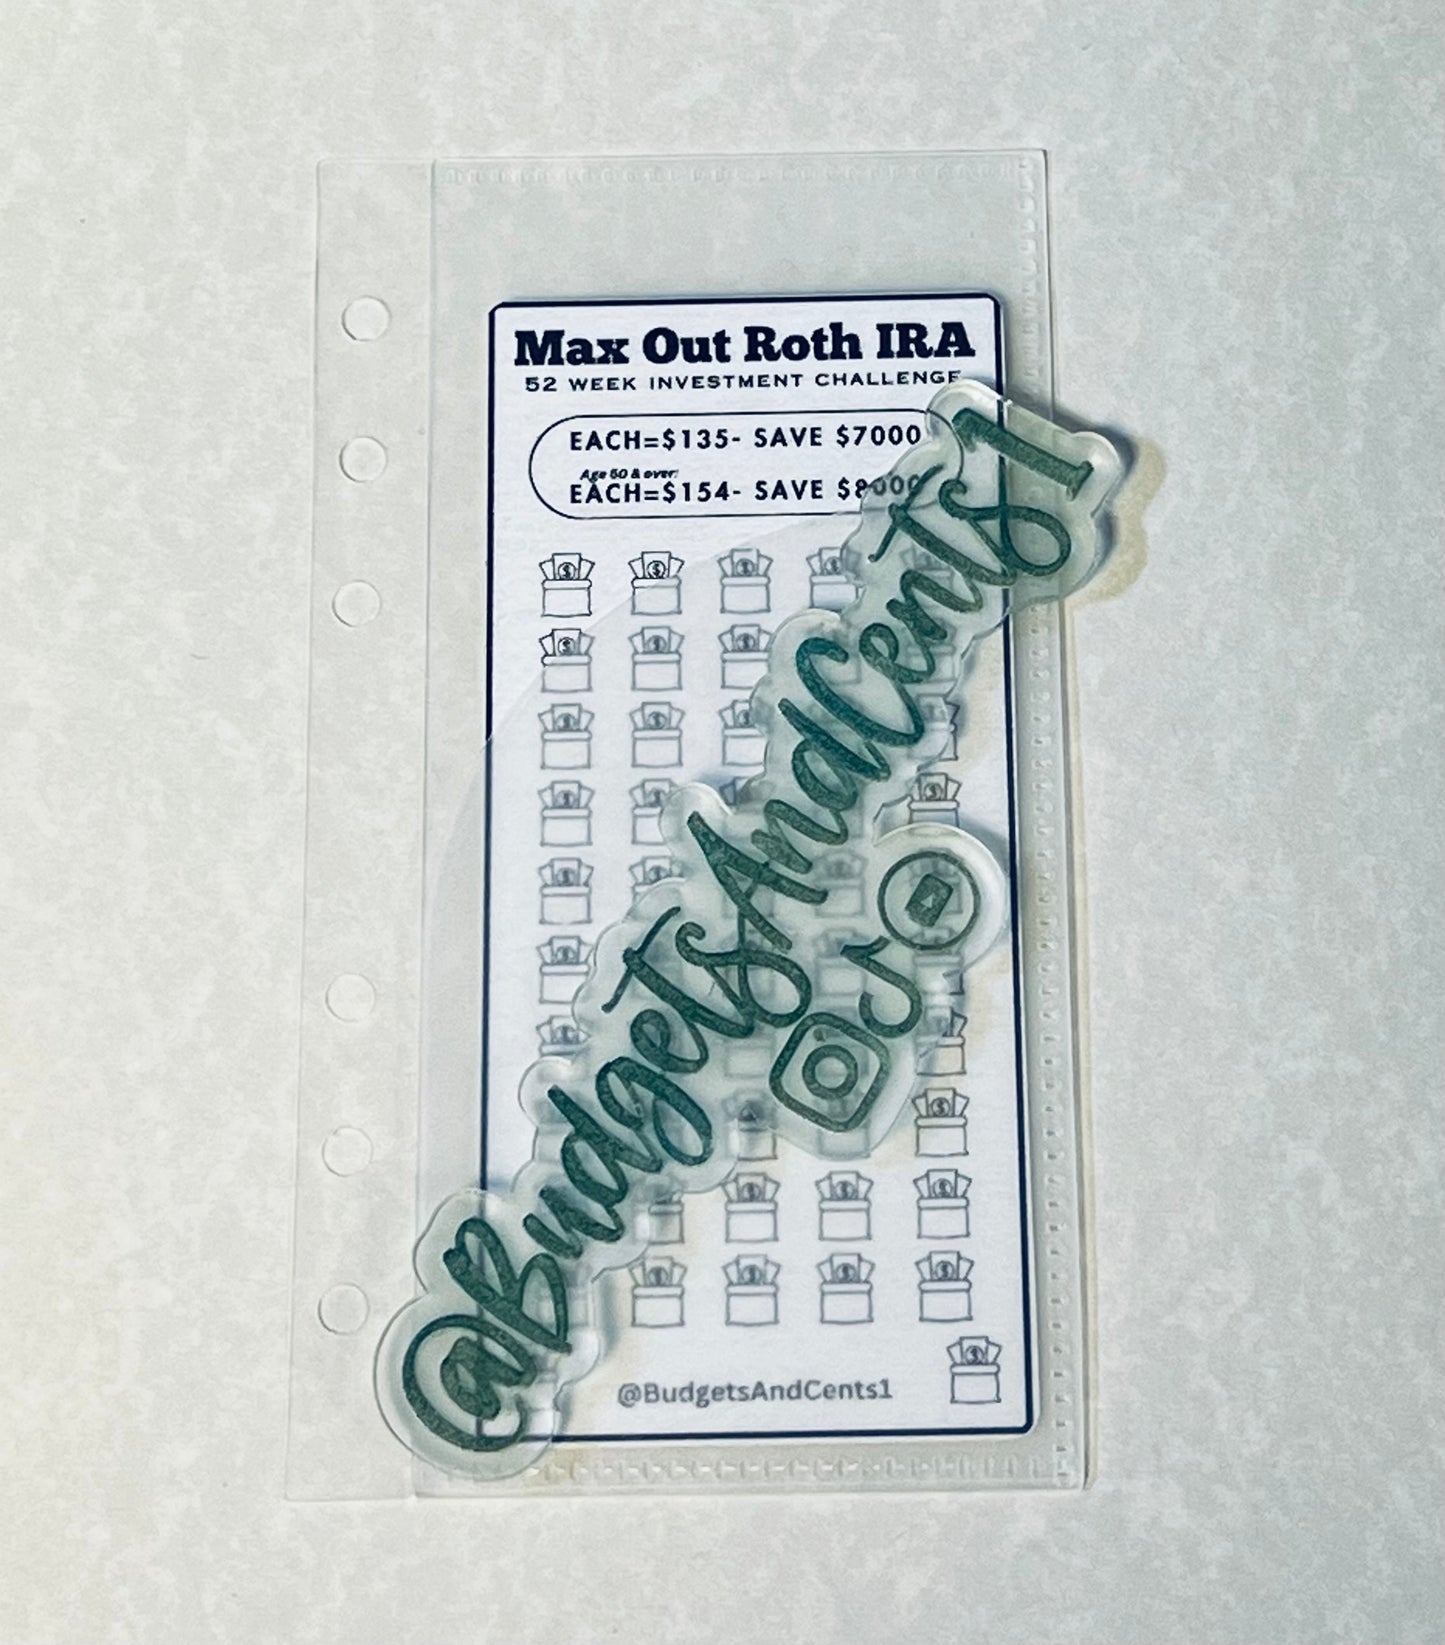 Max Out Roth IRA
52 WEEK INVESTMENT CHALLENGE
EACH=$135- SAVE $7000
Age 50 & over:
EACH=$154- SAVE $8000
@BudgetsAndCents1
@BudgetsAndCents1